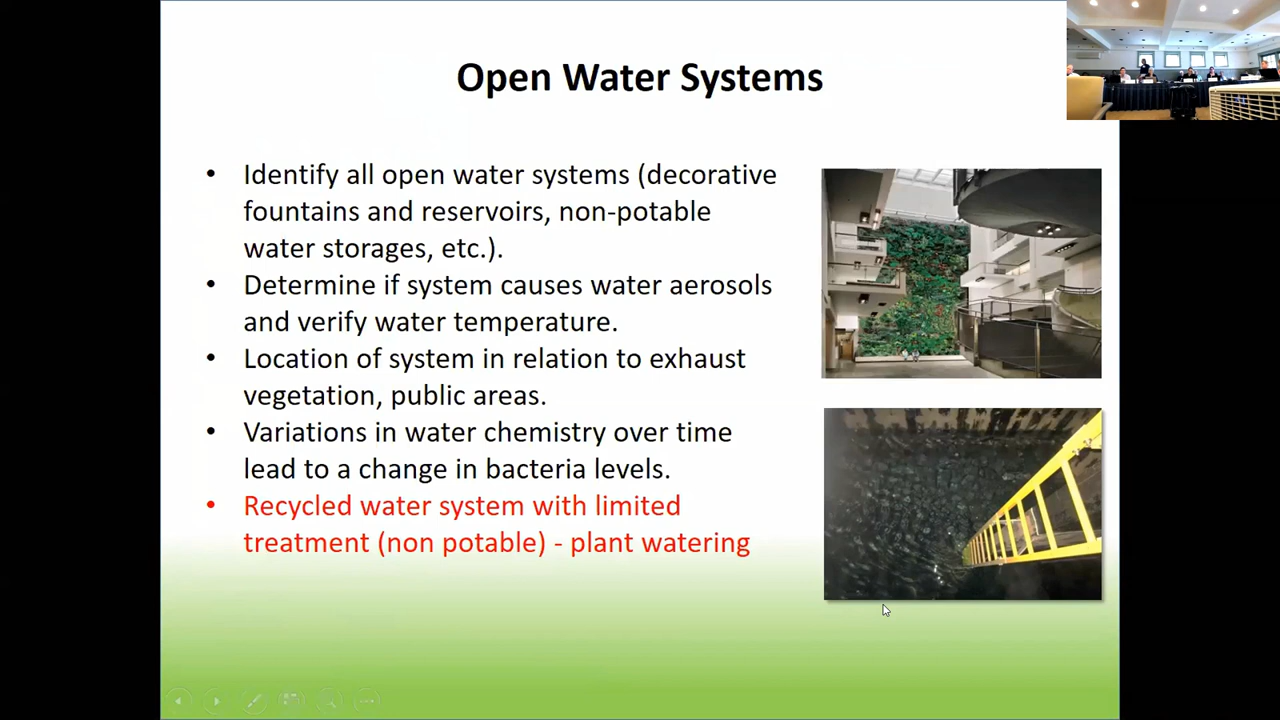 Open Water Systems
• Identify all open water systems (decorative
fountains and reservoirs, non-potable
water storages, etc.).
• Determine if system causes water aerosols
and verify water temperature.
• Location of system in relation to exhaust
vegetation, public areas.
• Variations in water chemistry over time
lead to a change in bacteria levels.
• Recycled water system with limited
treatment (non potable) - plant watering